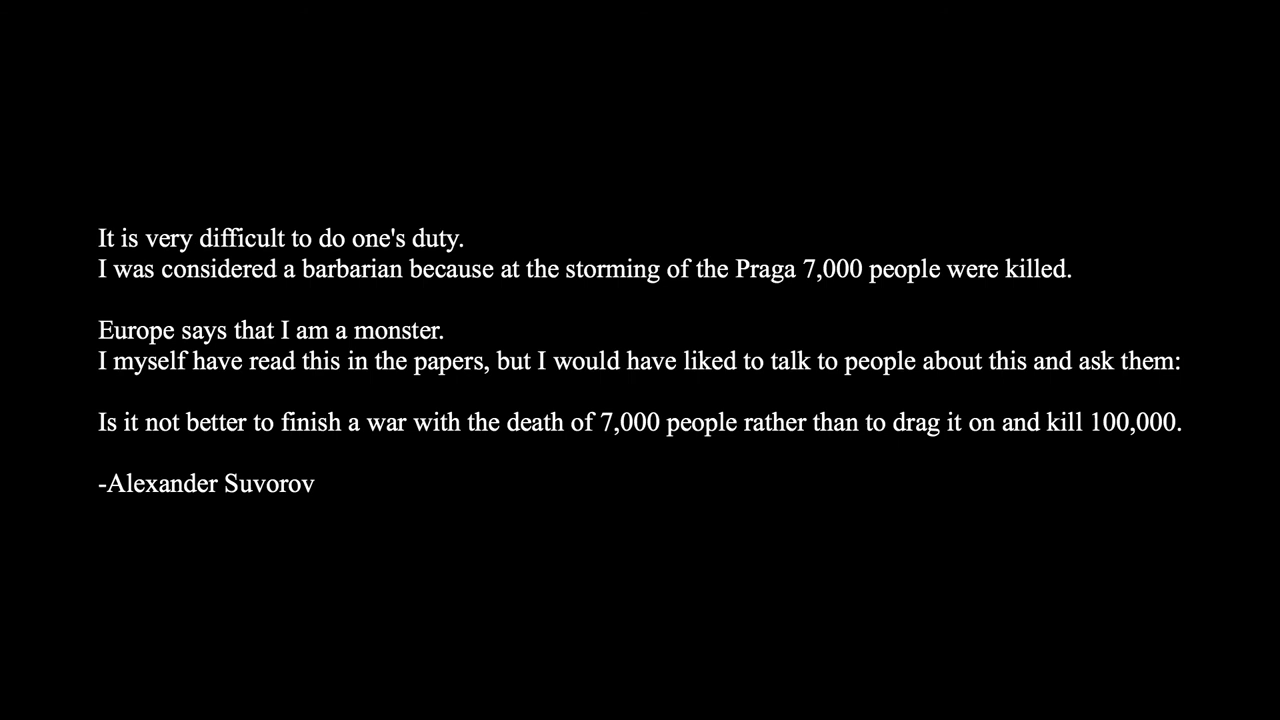 It is very difficult to do one's duty.
I was considered a barbarian because at the storming of the Praga 7,000 people were killed.
Europe says that I am a monster.
I myself have read this in the papers, but I would have liked to talk to people about this and ask them:
Is it not better to finish a war with the death of 7,000 people rather than to drag it on and kill 100,000.
-Alexander Suvorov